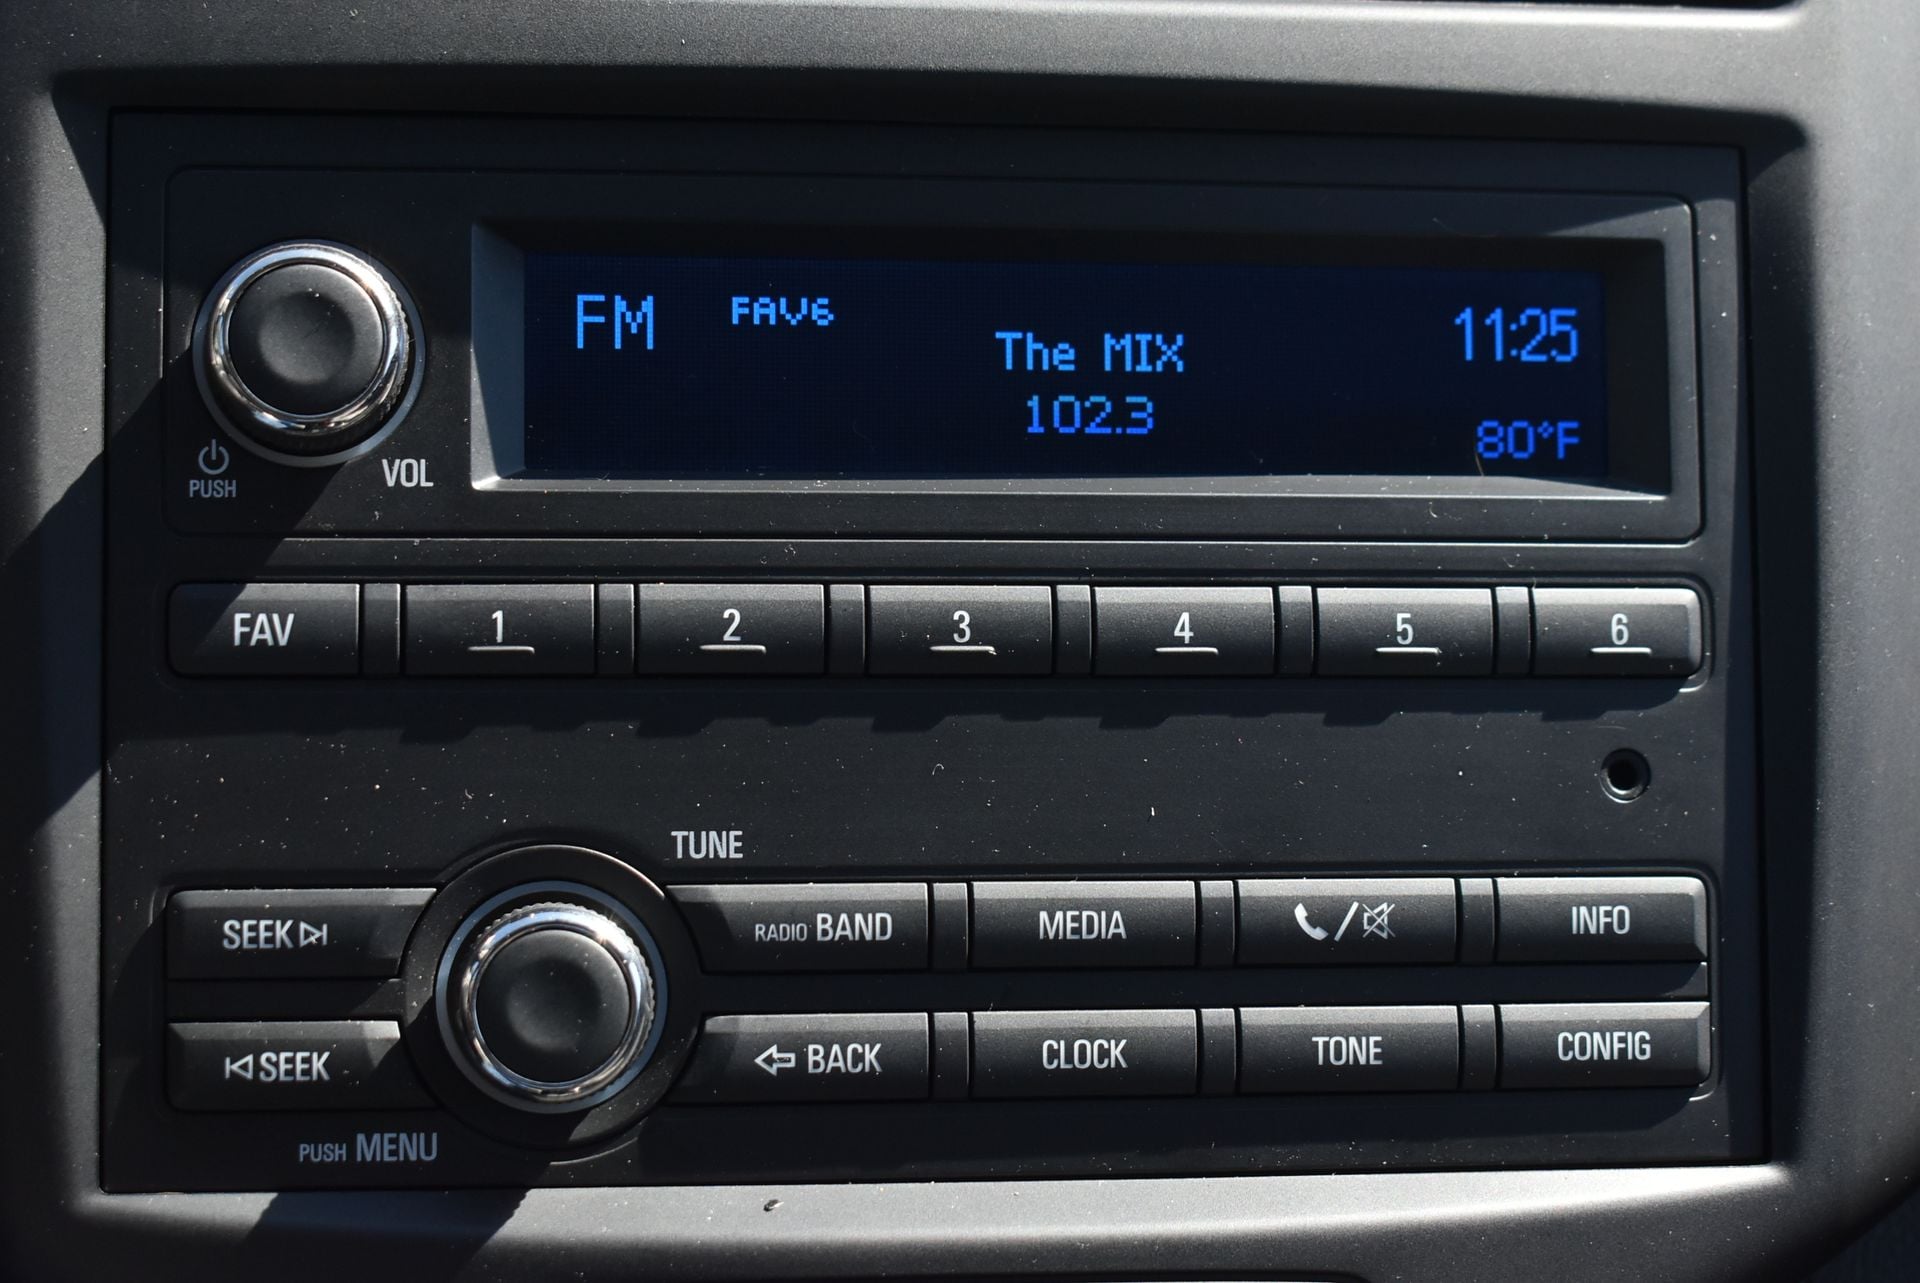 FM FAV6
The MIX
102.3
11:25
80°F
PUSH
VOL
FAV 1 2 3 4 5 6
TUNE
SEEK
RADIO BAND MEDIA / INFO
SEEK
BACK CLOCK TONE CONFIG
PUSH MENU